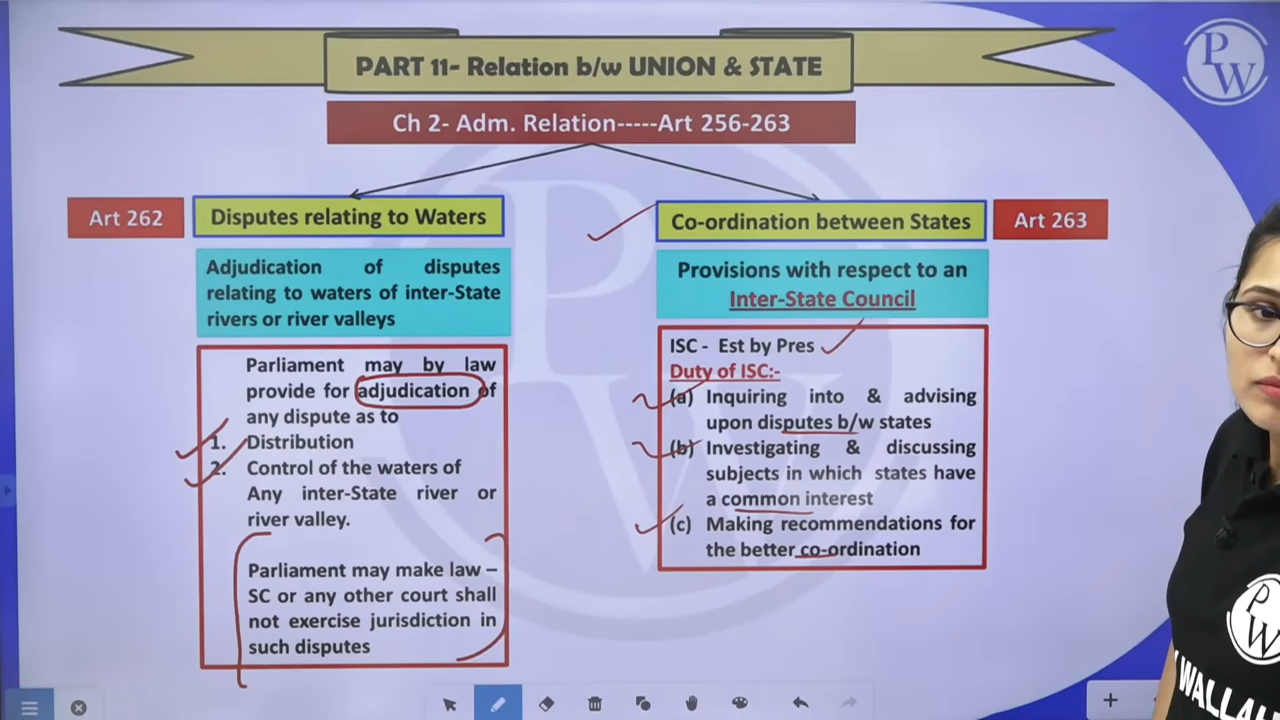 PART 11- Relation b/w UNION & STATE
PW
Ch 2- Adm. Relation-----Art 256-263
Art 262
Disputes relating to Waters
Adjudication of disputes
relating to waters of inter-State
rivers or river valleys
Parliament may by law
provide for adjudication of
any dispute as to
1. Distribution
2. Control of the waters of
Any inter-State river or
river valley.
Parliament may make law –
SC or any other court shall
not exercise jurisdiction in
such disputes
Co-ordination between States
Art 263
Provisions with respect to an
Inter-State Council
ISC - Est by Pres
Duty of ISC:-
(a) Inquiring into & advising
upon disputes b/w states
(b) Investigating & discussing
subjects in which states have
a common interest
(c) Making recommendations for
the better co-ordination
PW
PW
WALLAH